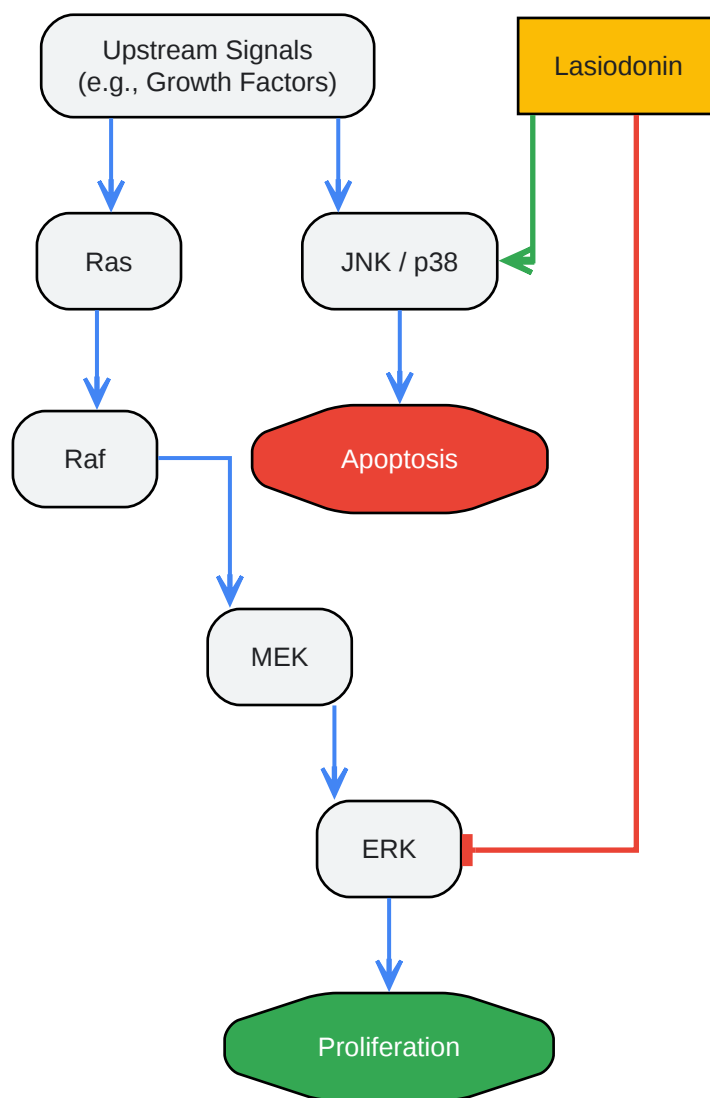 Upstream Signals
(e.g., Growth Factors)
Lasiodonin
Ras
JNK / p38
Raf
Apoptosis
MEK
ERK
Proliferation